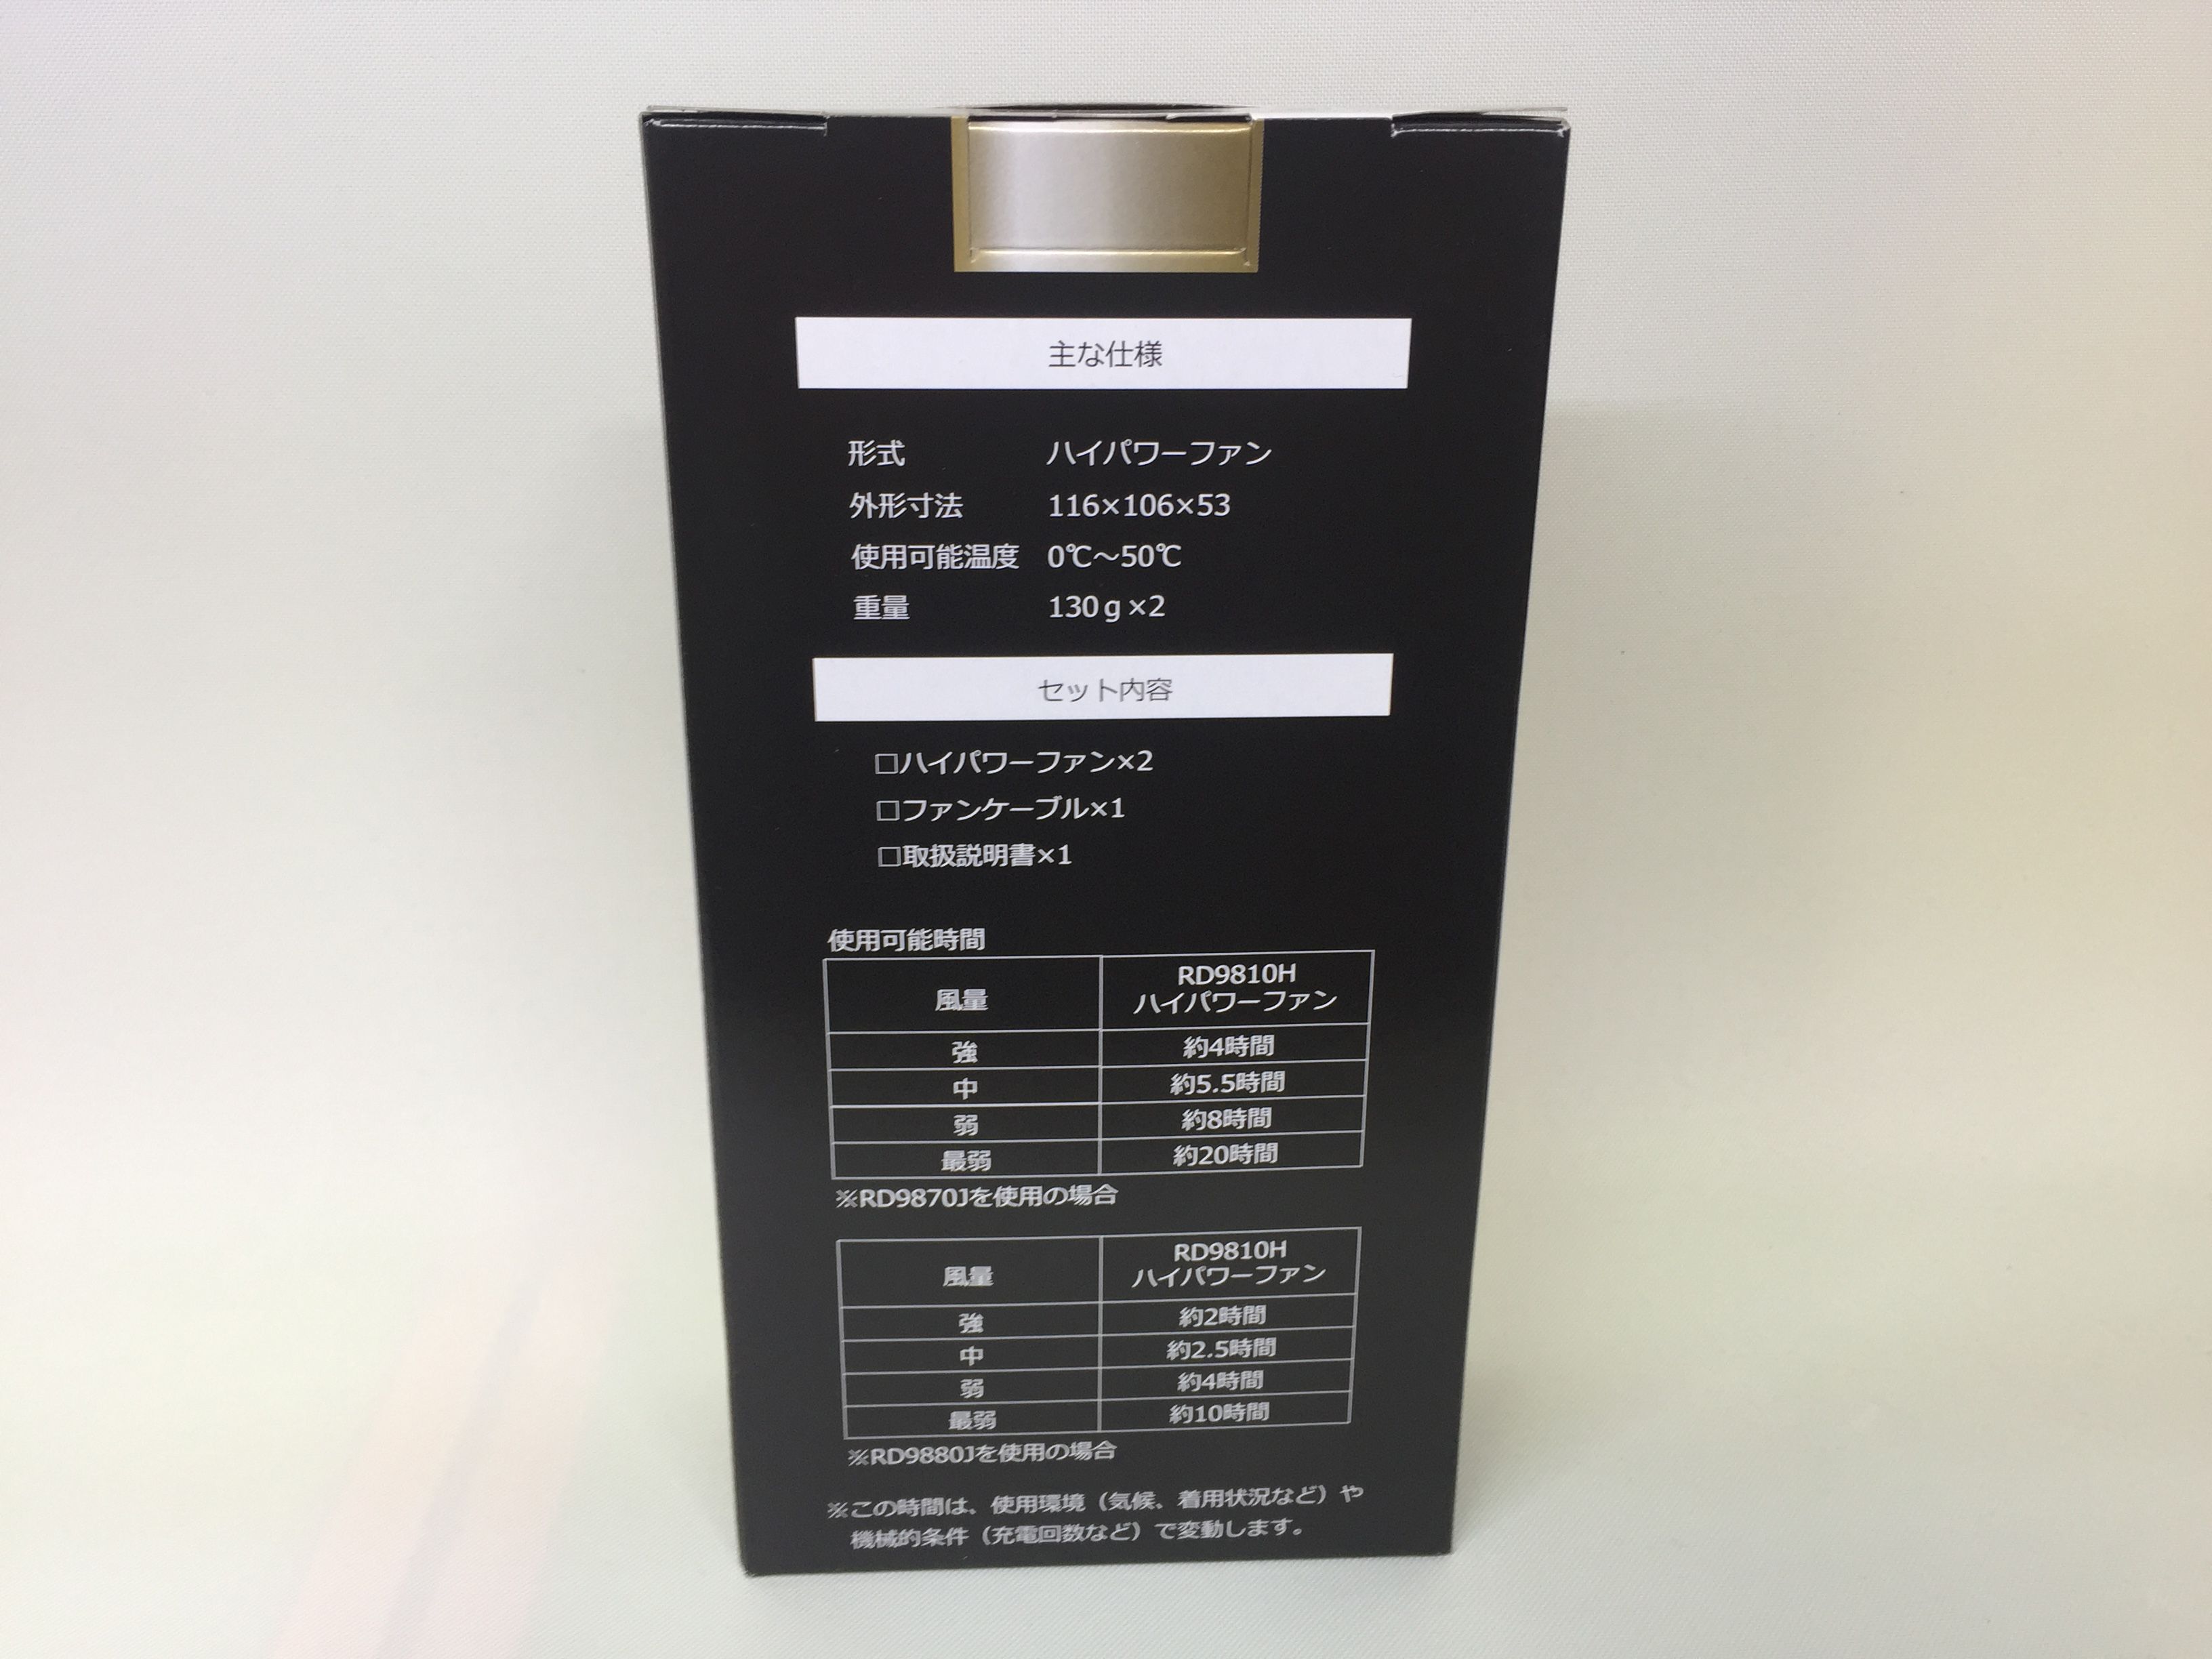 主な仕様
形式 ハイパワーファン
外形寸法 116×106×53
使用可能温度 0℃～50℃
重量 130ｇ×2
セット内容
□ハイパワーファン×2
□ファンケーブル×1
□取扱説明書×1
使用可能時間
風量 RD9810H
ハイパワーファン
強 約4時間
中 約5.5時間
弱 約8時間
最弱 約20時間
※RD9870Jを使用の場合
風量 RD9810H
ハイパワーファン
強 約2時間
中 約2.5時間
弱 約4時間
最弱 約10時間
※RD9880Jを使用の場合
※この時間は、使用環境（気候、着用状況など）や
機械的条件（充電回数など）で変動します。